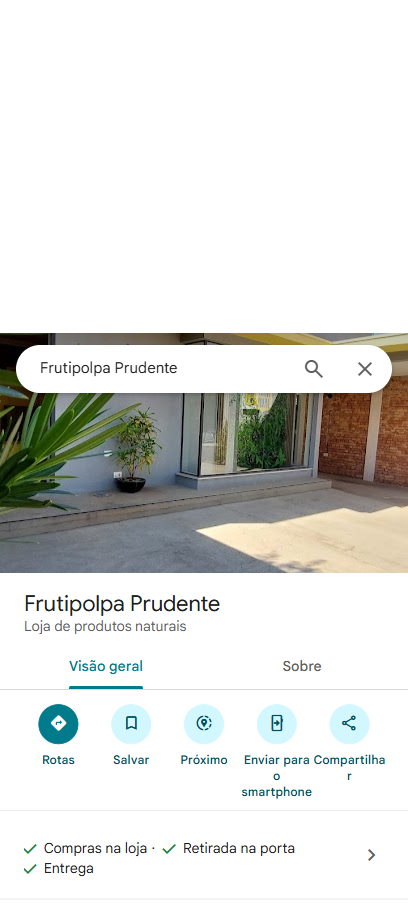 Frutipolpa Prudente
Frutipolpa Prudente
Loja de produtos naturais
Visão geral
Sobre
Rotas
Salvar
Próximo
Enviar para
o
smartphone
Compartilha
r
Compras na loja · Retirada na porta
Entrega